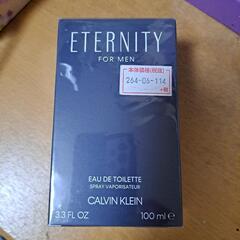 ETERNITY
FOR MEN
本体価格(税抜)
264-06-114
EAU DE TOILETTE
SPRAY VAPORISATEUR
CALVIN KLEIN
3.3 FL OZ
100 ml ℮